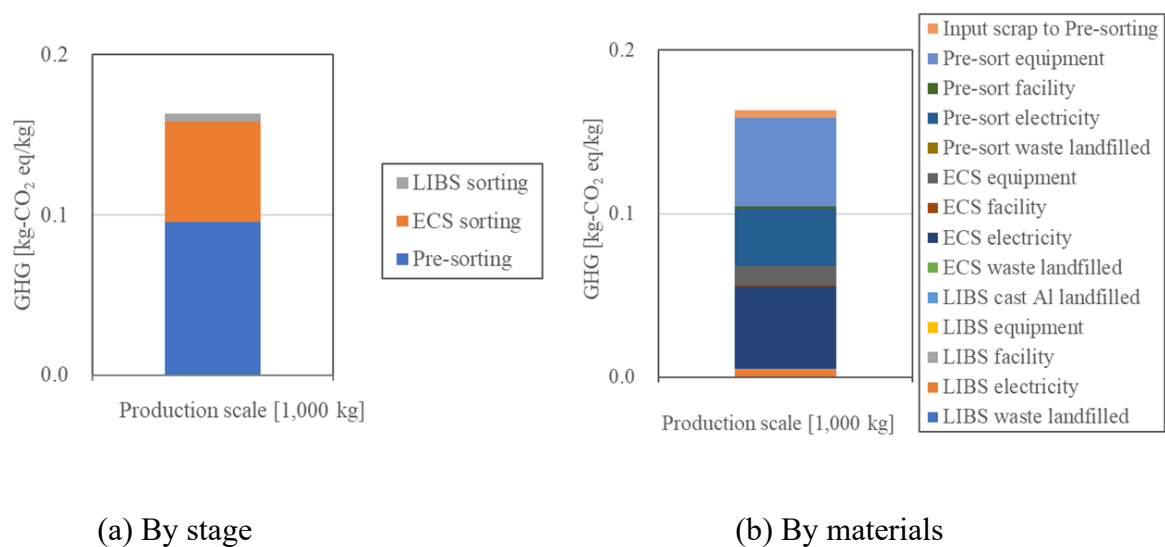 0.2
0.1
0.0
GHG [kg-CO₂ eq/kg]
Production scale [1,000 kg]
LIBS sorting
ECS sorting
Pre-sorting
(a) By stage
0.2
0.1
0.0
GHG [kg-CO₂ eq/kg]
Production scale [1,000 kg]
Input scrap to Pre-sorting
Pre-sort equipment
Pre-sort facility
Pre-sort electricity
Pre-sort waste landfilled
ECS equipment
ECS facility
ECS electricity
ECS waste landfilled
LIBS cast Al landfilled
LIBS equipment
LIBS facility
LIBS electricity
LIBS waste landfilled
(b) By materials